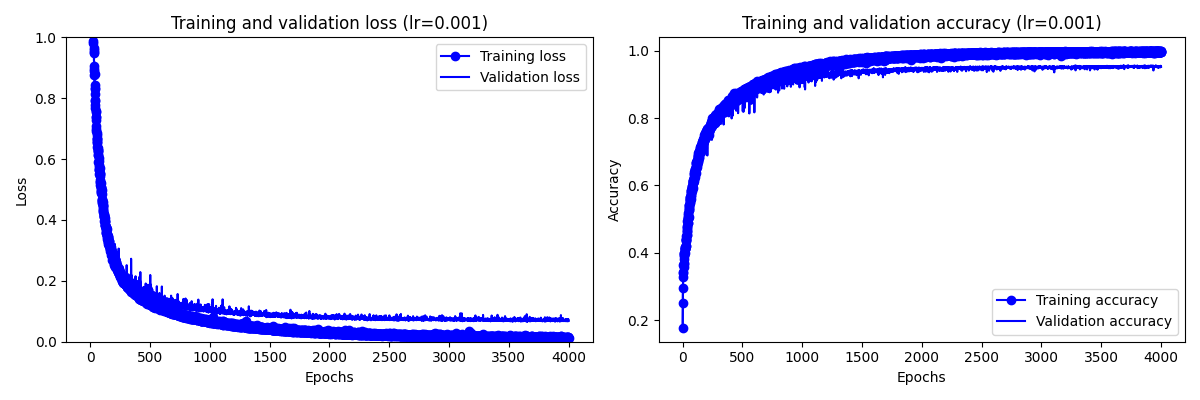 Training and validation loss (lr=0.001)
1.0
0.8
0.6
0.4
0.2
0.0
Loss
Training loss
Validation loss
0
500
1000
1500
2000
2500
3000
3500
4000
Epochs
Training and validation accuracy (lr=0.001)
1.0
0.8
0.6
0.4
0.2
Accuracy
Training accuracy
Validation accuracy
0
500
1000
1500
2000
2500
3000
3500
4000
Epochs